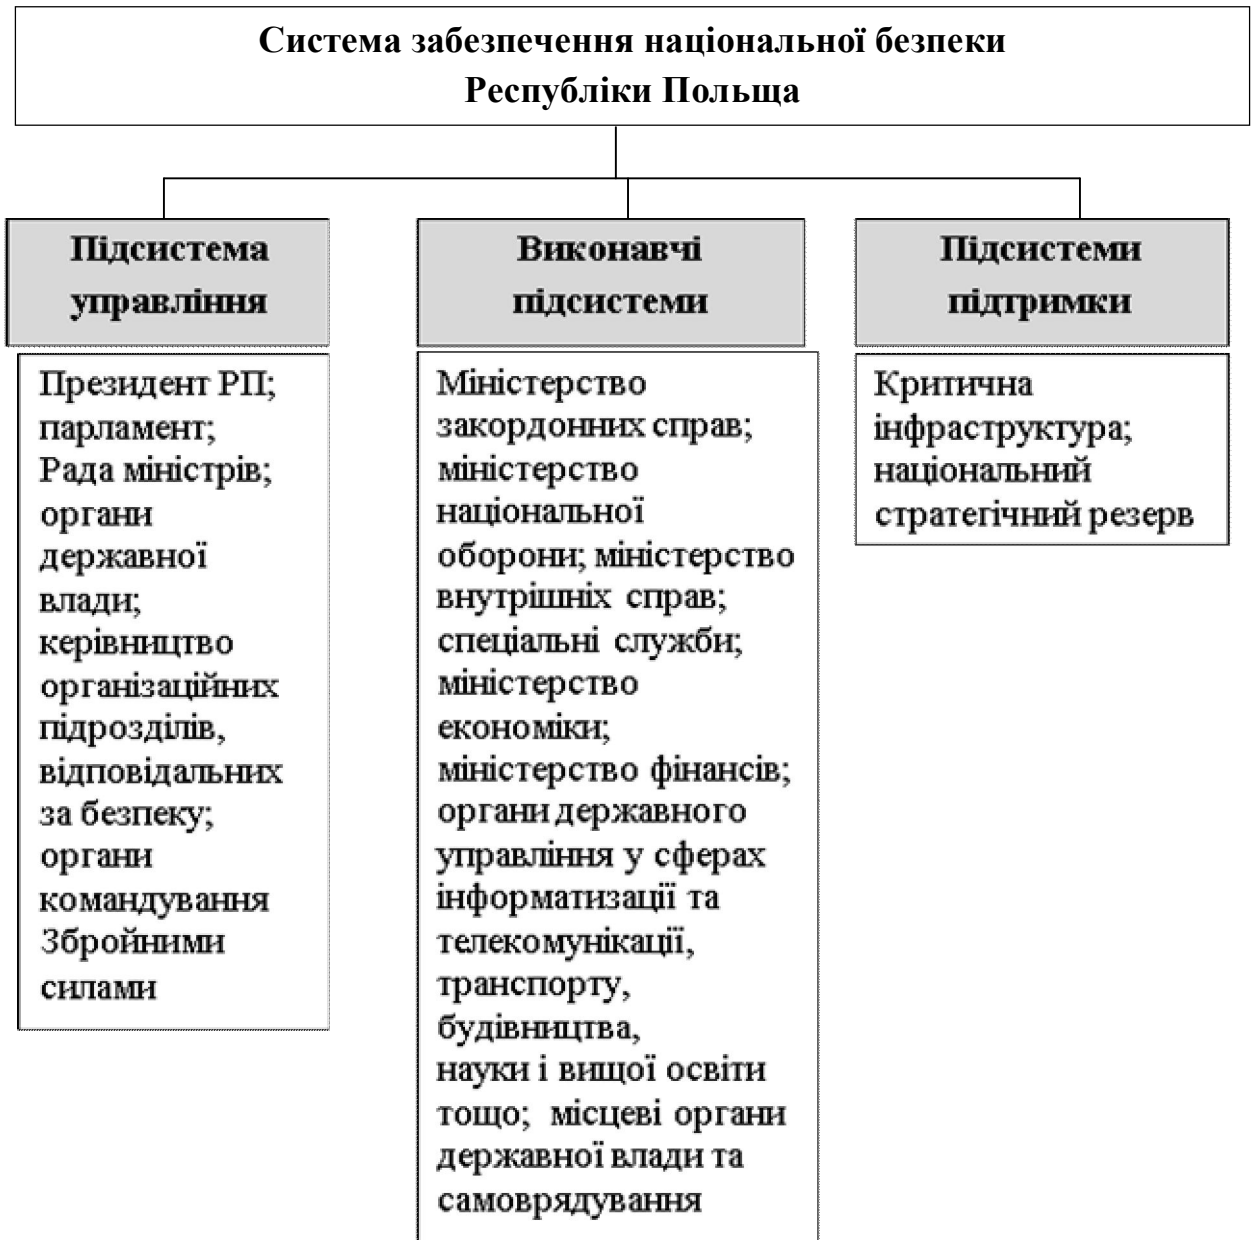 Система забезпечення національної безпеки
Республіки Польща
Підсистема
управління
Президент РП;
парламент;
Рада міністрів;
органи
державної
влади;
керівництво
організаційних
підрозділів,
відповідальних
за безпеку;
органи
командування
Збройними
силами
Виконавчі
підсистеми
Міністерство
закордонних справ;
міністерство
національної
оборони; міністерство
внутрішніх справ;
спеціальні служби;
міністерство
економіки;
міністерство фінансів;
органи державного
управління у сферах
інформатизації та
телекомунікації,
транспорту,
будівництва,
науки і вищої освіти
тощо; місцеві органи
державної влади та
самоврядування
Підсистеми
підтримки
Критична
інфраструктура;
національний
стратегічний резерв